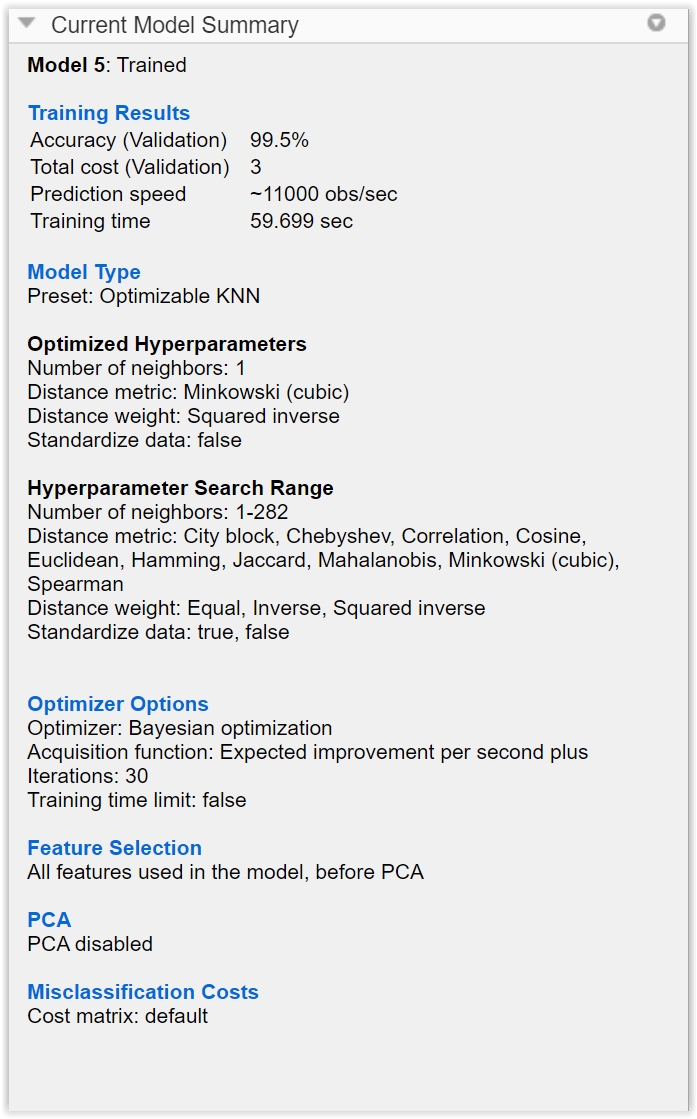 Current Model Summary
Model 5: Trained
Training Results
Accuracy (Validation) 99.5%
Total cost (Validation) 3
Prediction speed ~11000 obs/sec
Training time 59.699 sec
Model Type
Preset: Optimizable KNN
Optimized Hyperparameters
Number of neighbors: 1
Distance metric: Minkowski (cubic)
Distance weight: Squared inverse
Standardize data: false
Hyperparameter Search Range
Number of neighbors: 1-282
Distance metric: City block, Chebyshev, Correlation, Cosine,
Euclidean, Hamming, Jaccard, Mahalanobis, Minkowski (cubic),
Spearman
Distance weight: Equal, Inverse, Squared inverse
Standardize data: true, false
Optimizer Options
Optimizer: Bayesian optimization
Acquisition function: Expected improvement per second plus
Iterations: 30
Training time limit: false
Feature Selection
All features used in the model, before PCA
PCA
PCA disabled
Misclassification Costs
Cost matrix: default